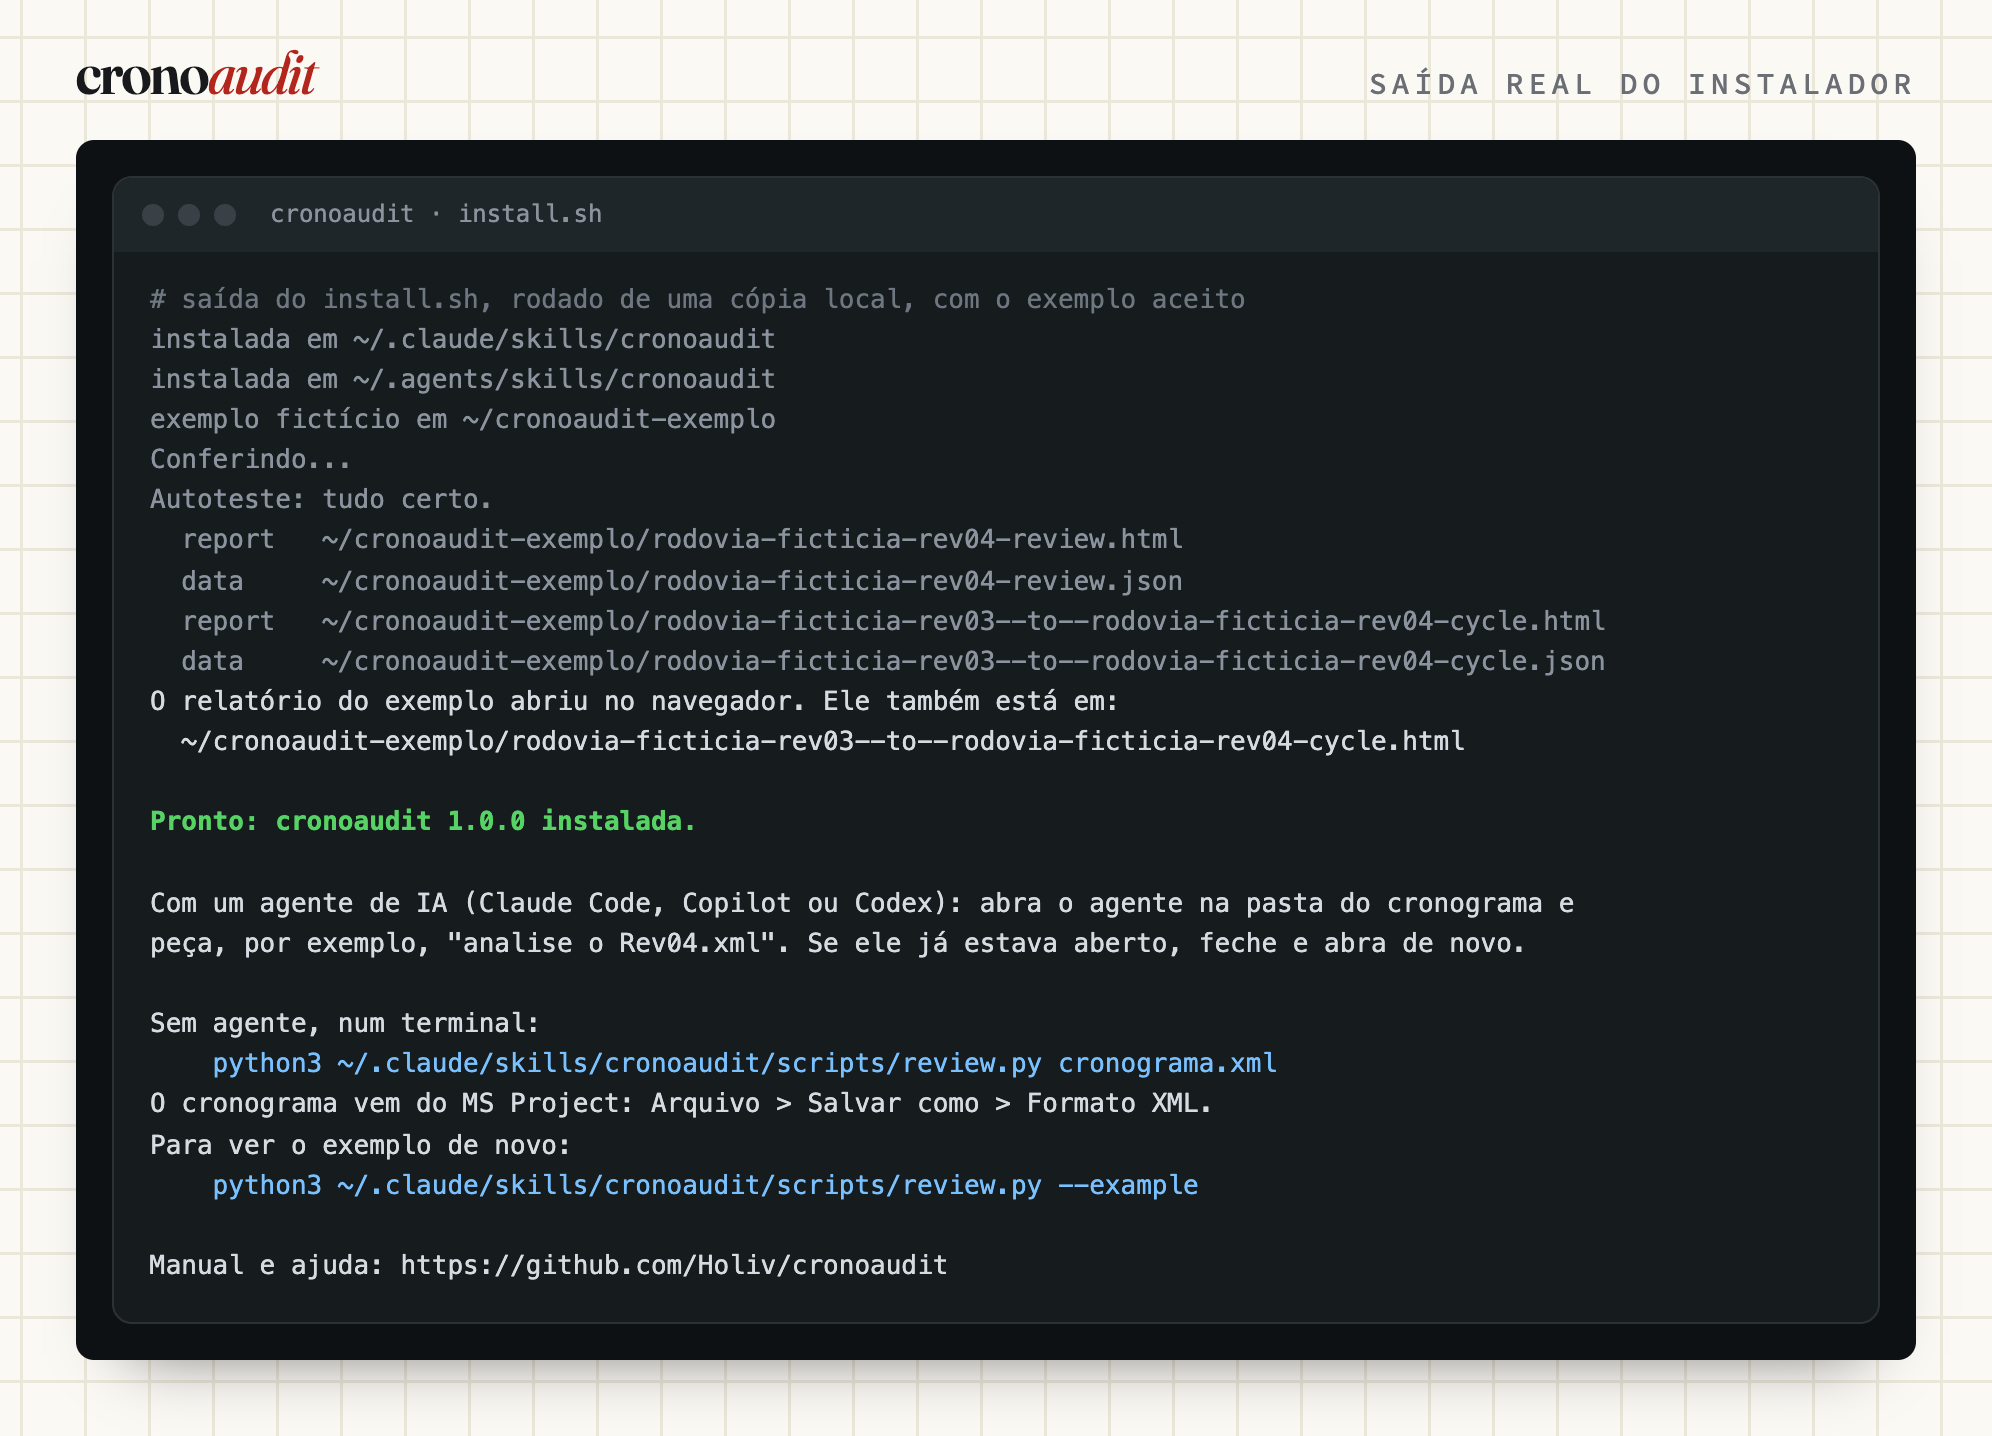 cronoaudit
SAÍDA REAL DO INSTALADOR
cronoaudit · install.sh
# saída do install.sh, rodado de uma cópia local, com o exemplo aceito
instalada em ~/.claude/skills/cronoaudit
instalada em ~/.agents/skills/cronoaudit
exemplo fictício em ~/cronoaudit-exemplo
Conferindo...
Autoteste: tudo certo.
  report   ~/cronoaudit-exemplo/rodovia-ficticia-rev04-review.html
  data     ~/cronoaudit-exemplo/rodovia-ficticia-rev04-review.json
  report   ~/cronoaudit-exemplo/rodovia-ficticia-rev03--to--rodovia-ficticia-rev04-cycle.html
  data     ~/cronoaudit-exemplo/rodovia-ficticia-rev03--to--rodovia-ficticia-rev04-cycle.json
O relatório do exemplo abriu no navegador. Ele também está em:
  ~/cronoaudit-exemplo/rodovia-ficticia-rev03--to--rodovia-ficticia-rev04-cycle.html
Pronto: cronoaudit 1.0.0 instalada.
Com um agente de IA (Claude Code, Copilot ou Codex): abra o agente na pasta do cronograma e
peça, por exemplo, "analise o Rev04.xml". Se ele já estava aberto, feche e abra de novo.
Sem agente, num terminal:
    python3 ~/.claude/skills/cronoaudit/scripts/review.py cronograma.xml
O cronograma vem do MS Project: Arquivo > Salvar como > Formato XML.
Para ver o exemplo de novo:
    python3 ~/.claude/skills/cronoaudit/scripts/review.py --example
Manual e ajuda: https://github.com/Holiv/cronoaudit